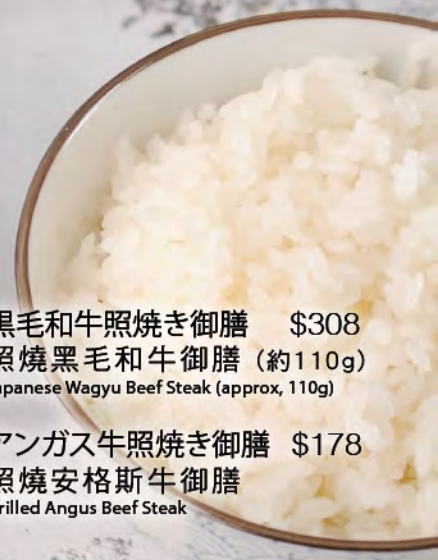 黒毛和牛照焼き御膳 $308
照燒黑毛和牛御膳（約110g）
apanese Wagyu Beef Steak (approx, 110g)
アンガス牛照焼き御膳 $178
照燒安格斯牛御膳
rilled Angus Beef Steak